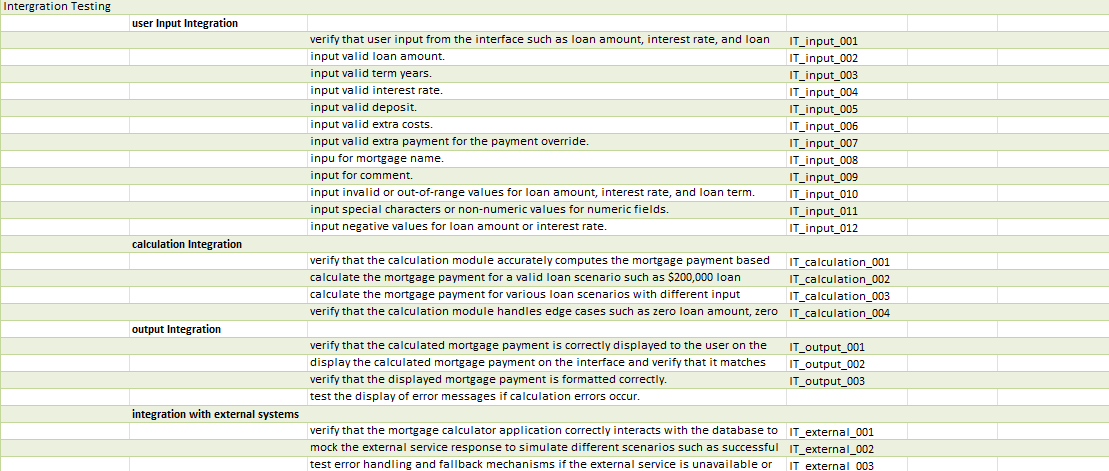 Intergration Testing
user Input Integration
verify that user input from the interface such as loan amount, interest rate, and loan IT_input_001
input valid loan amount. IT_input_002
input valid term years. IT_input_003
input valid interest rate. IT_input_004
input valid deposit. IT_input_005
input valid extra costs. IT_input_006
input valid extra payment for the payment override. IT_input_007
inpu for mortgage name. IT_input_008
input for comment. IT_input_009
input invalid or out-of-range values for loan amount, interest rate, and loan term. IT_input_010
input special characters or non-numeric values for numeric fields. IT_input_011
input negative values for loan amount or interest rate. IT_input_012
calculation Integration
verify that the calculation module accurately computes the mortgage payment based IT_calculation_001
calculate the mortgage payment for a valid loan scenario such as $200,000 loan IT_calculation_002
calculate the mortgage payment for various loan scenarios with different input IT_calculation_003
verify that the calculation module handles edge cases such as zero loan amount, zero IT_calculation_004
output Integration
verify that the calculated mortgage payment is correctly displayed to the user on the IT_output_001
display the calculated mortgage payment on the interface and verify that it matches IT_output_002
verify that the displayed mortgage payment is formatted correctly. IT_output_003
test the display of error messages if calculation errors occur.
integration with external systems
verify that the mortgage calculator application correctly interacts with the database to IT_external_001
mock the external service response to simulate different scenarios such as successful IT_external_002
test error handling and fallback mechanisms if the external service is unavailable or IT_external_003